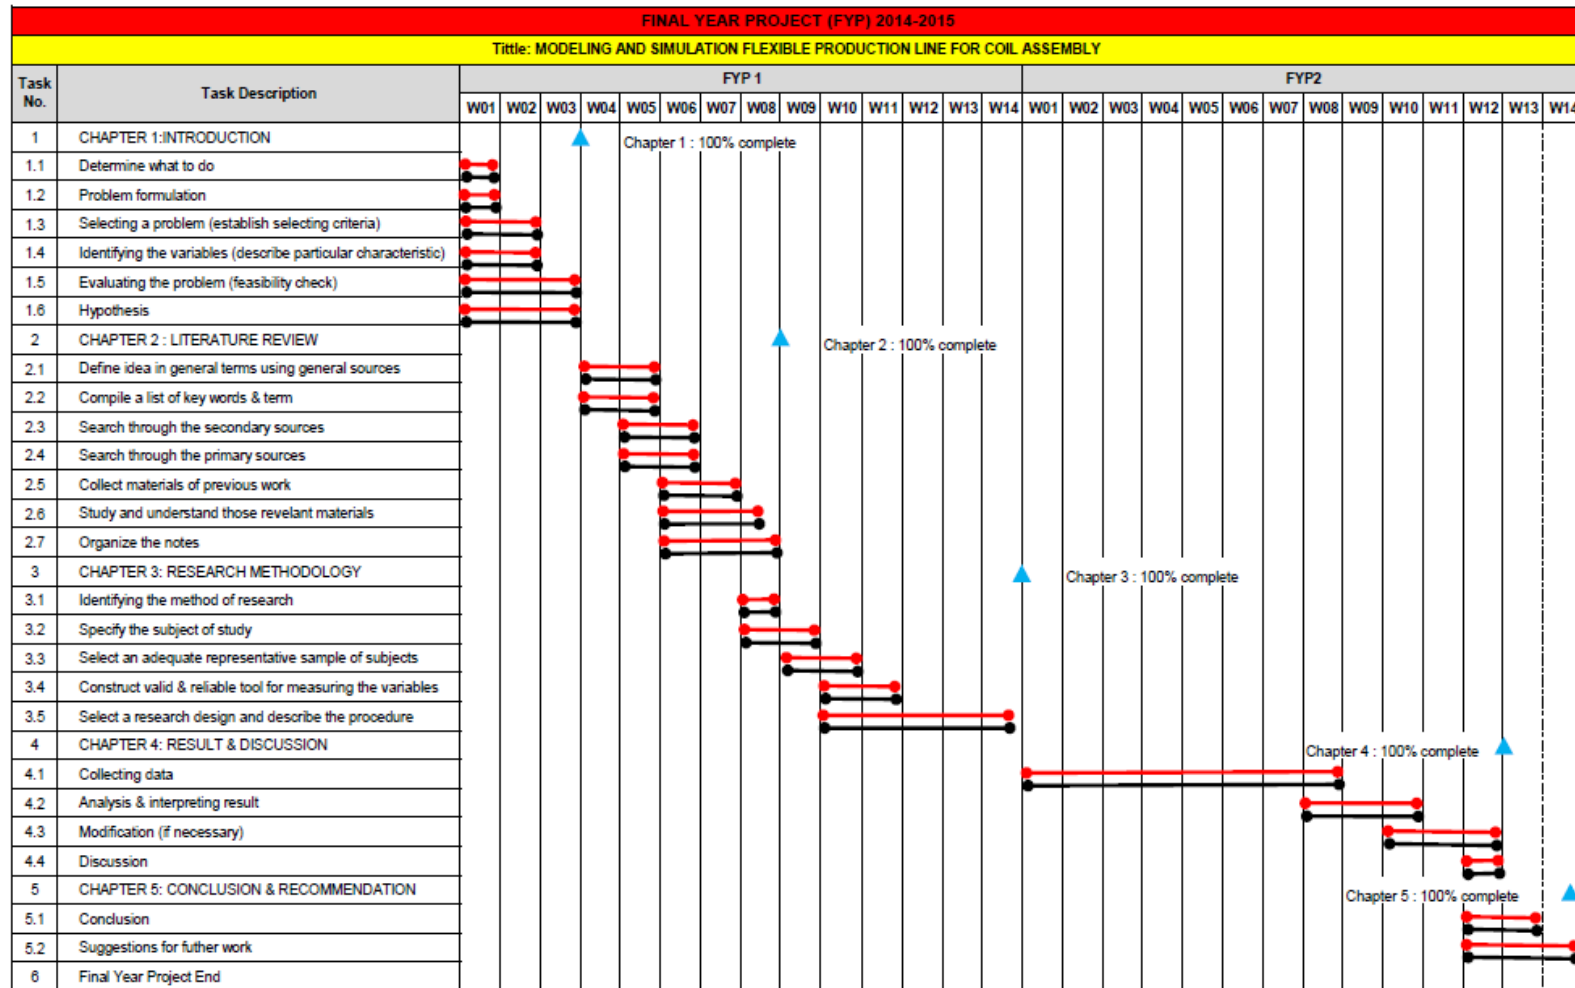 FINAL YEAR PROJECT (FYP) 2014-2015
Tittle: MODELING AND SIMULATION FLEXIBLE PRODUCTION LINE FOR COIL ASSEMBLY
Task No. Task Description FYP 1 FYP2
W01 W02 W03 W04 W05 W06 W07 W08 W09 W10 W11 W12 W13 W14 W01 W02 W03 W04 W05 W06 W07 W08 W09 W10 W11 W12 W13 W14
1 CHAPTER 1:INTRODUCTION Chapter 1 : 100% complete
1.1 Determine what to do
1.2 Problem formulation
1.3 Selecting a problem (establish selecting criteria)
1.4 Identifying the variables (describe particular characteristic)
1.5 Evaluating the problem (feasibility check)
1.6 Hypothesis
2 CHAPTER 2 : LITERATURE REVIEW Chapter 2 : 100% complete
2.1 Define idea in general terms using general sources
2.2 Compile a list of key words & term
2.3 Search through the secondary sources
2.4 Search through the primary sources
2.5 Collect materials of previous work
2.6 Study and understand those revelant materials
2.7 Organize the notes
3 CHAPTER 3: RESEARCH METHODOLOGY Chapter 3 : 100% complete
3.1 Identifying the method of research
3.2 Specify the subject of study
3.3 Select an adequate representative sample of subjects
3.4 Construct valid & reliable tool for measuring the variables
3.5 Select a research design and describe the procedure
4 CHAPTER 4: RESULT & DISCUSSION Chapter 4 : 100% complete
4.1 Collecting data
4.2 Analysis & interpreting result
4.3 Modification (if necessary)
4.4 Discussion
5 CHAPTER 5: CONCLUSION & RECOMMENDATION Chapter 5 : 100% complete
5.1 Conclusion
5.2 Suggestions for futher work
6 Final Year Project End